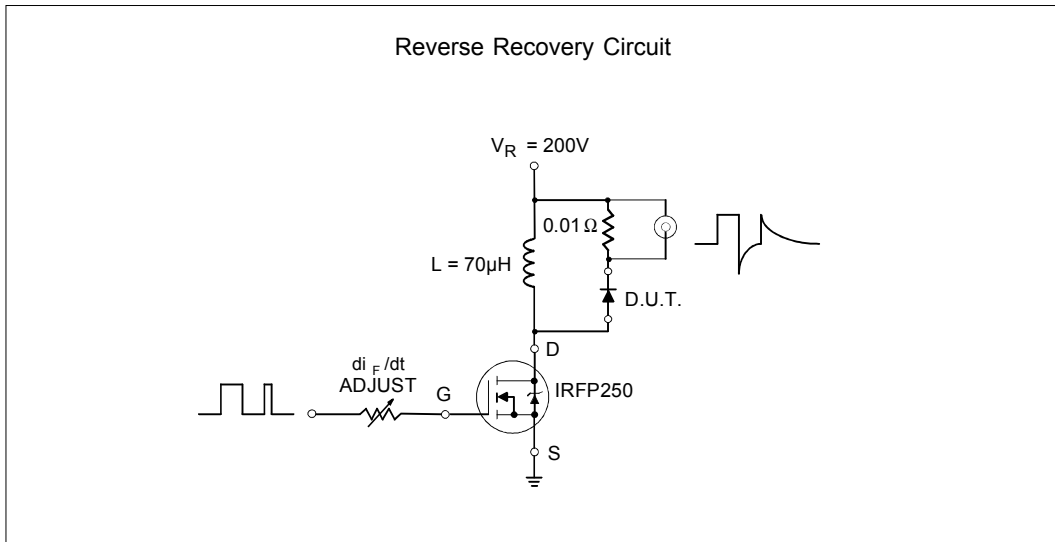 Reverse Recovery Circuit
V_R = 200V
0.01 Ω
L = 70µH
D.U.T.
D
di_F/dt
ADJUST
G
IRFP250
S